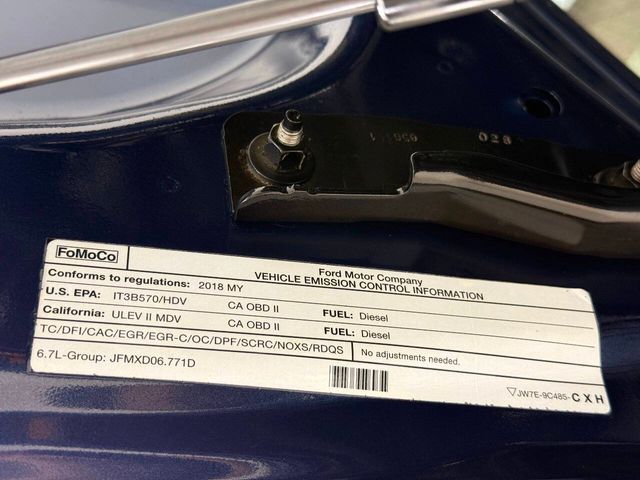 020
FoMoCo
Ford Motor Company
VEHICLE EMISSION CONTROL INFORMATION
Conforms to regulations: 2018 MY
U.S. EPA: IT3B570/HDV CA OBD II FUEL: Diesel
California: ULEV II MDV CA OBD II FUEL: Diesel
TC/DFI/CAC/EGR/EGR-C/OC/DPF/SCRC/NOXS/RDQS No adjustments needed.
6.7L-Group: JFMXD06.771D
JW7E-9C485-CXH